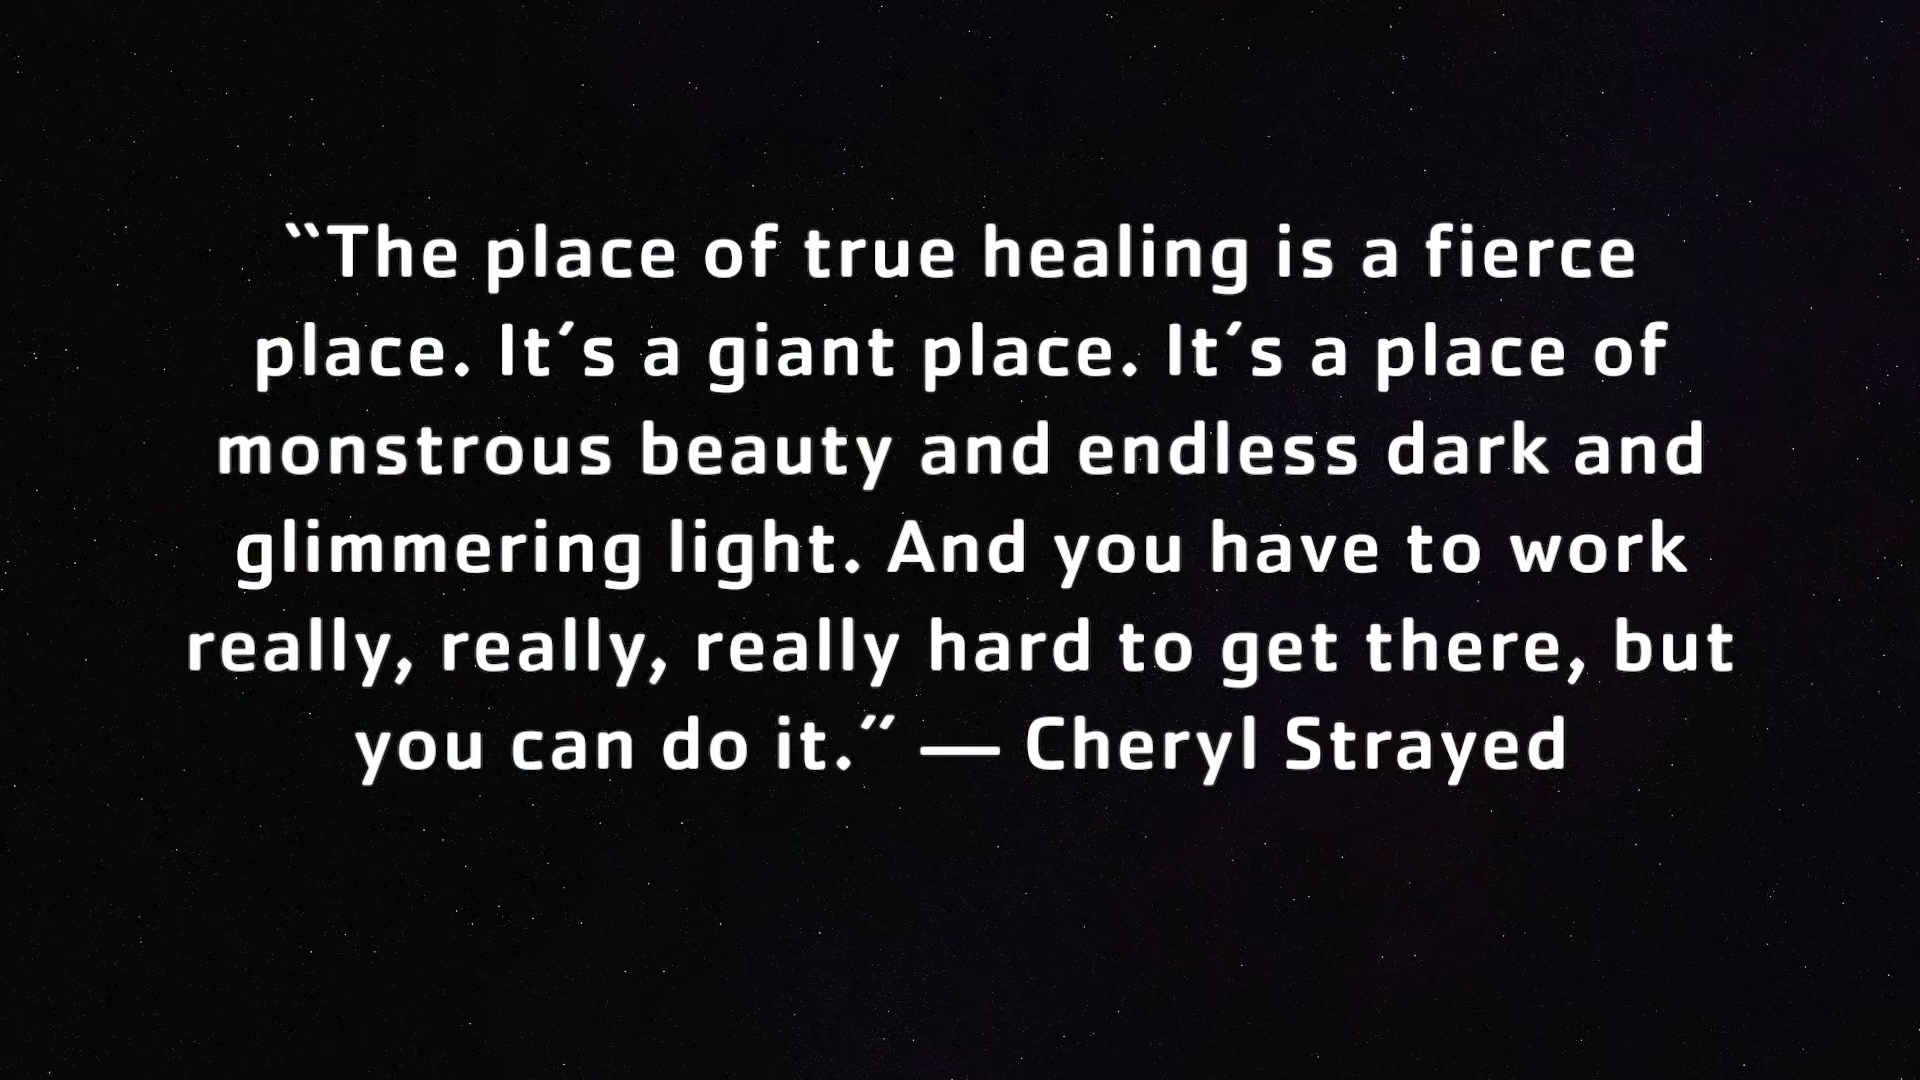 “The place of true healing is a fierce
place. It′s a giant place. It′s a place of
monstrous beauty and endless dark and
glimmering light. And you have to work
really, really, really hard to get there, but
you can do it.” — Cheryl Strayed